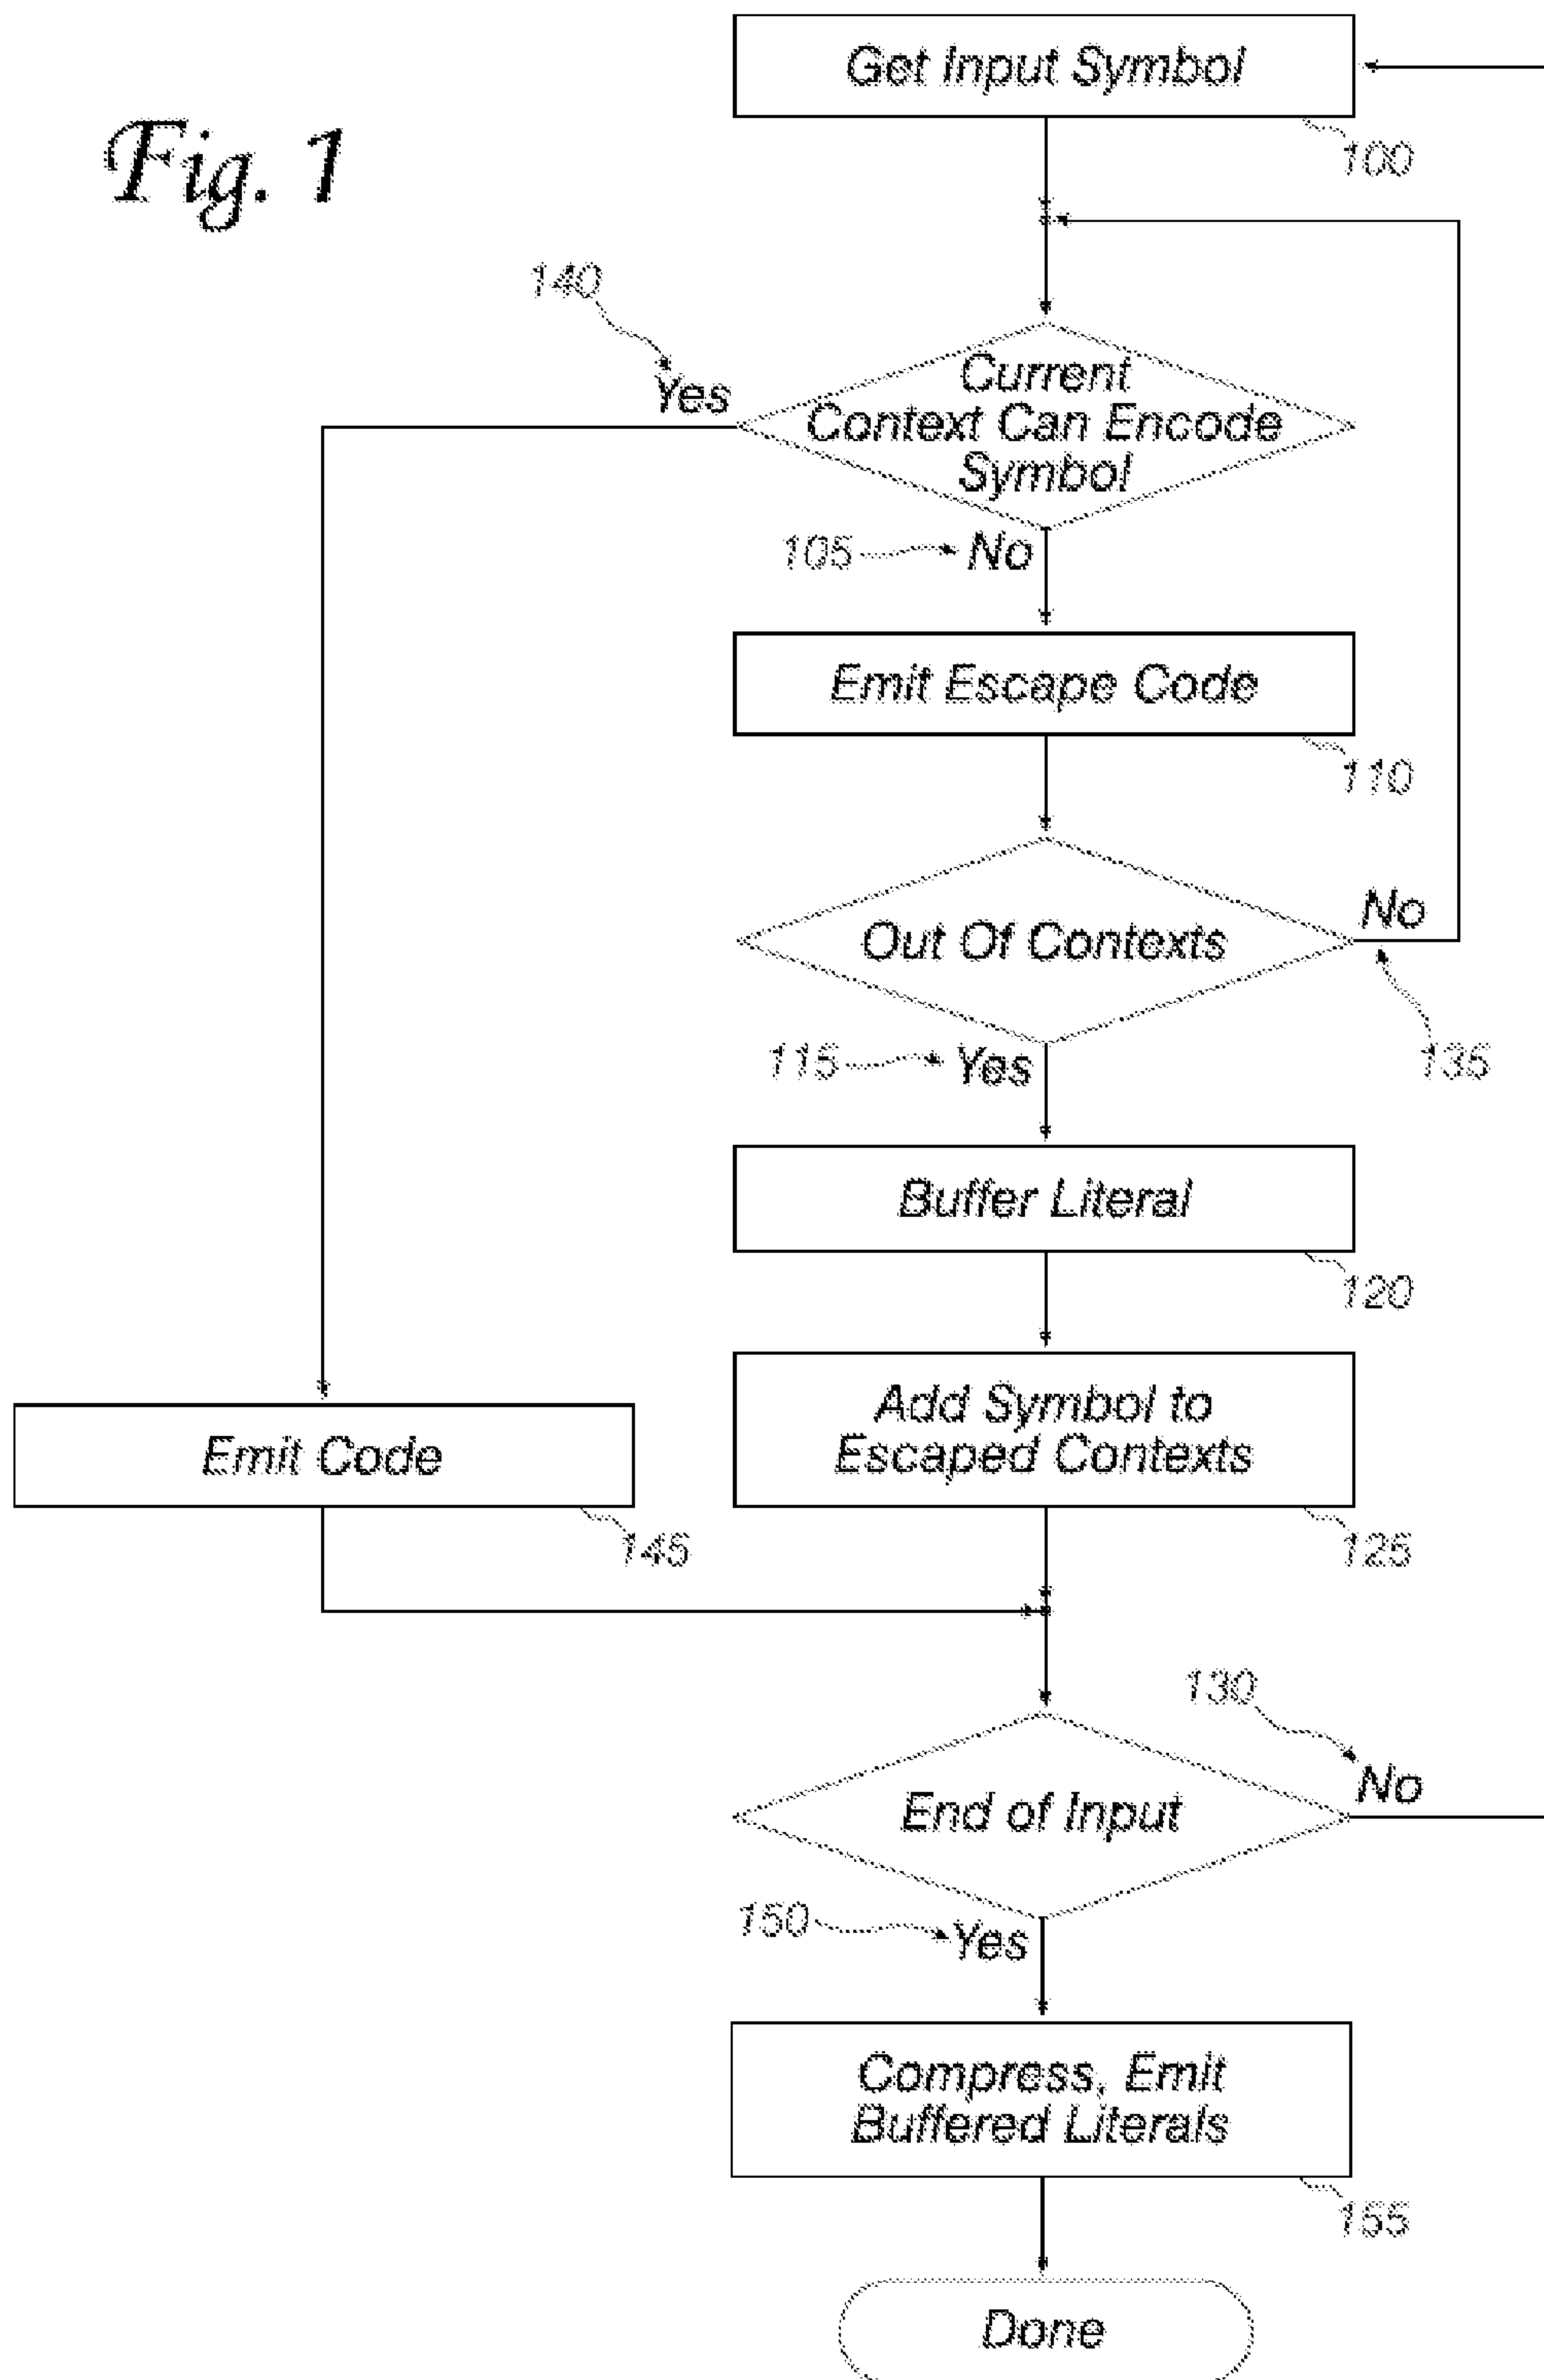 Get Input Symbol
100
Fig. 1
140
Yes
Current
Context Can Encode
Symbol
105
No
Emit Escape Code
110
Out Of Contexts
No
115
Yes
135
Buffer Literal
120
Add Symbol to
Escaped Contexts
125
Emit Code
145
130
No
End of Input
150
Yes
Compress, Emit
Buffered Literals
155
Done